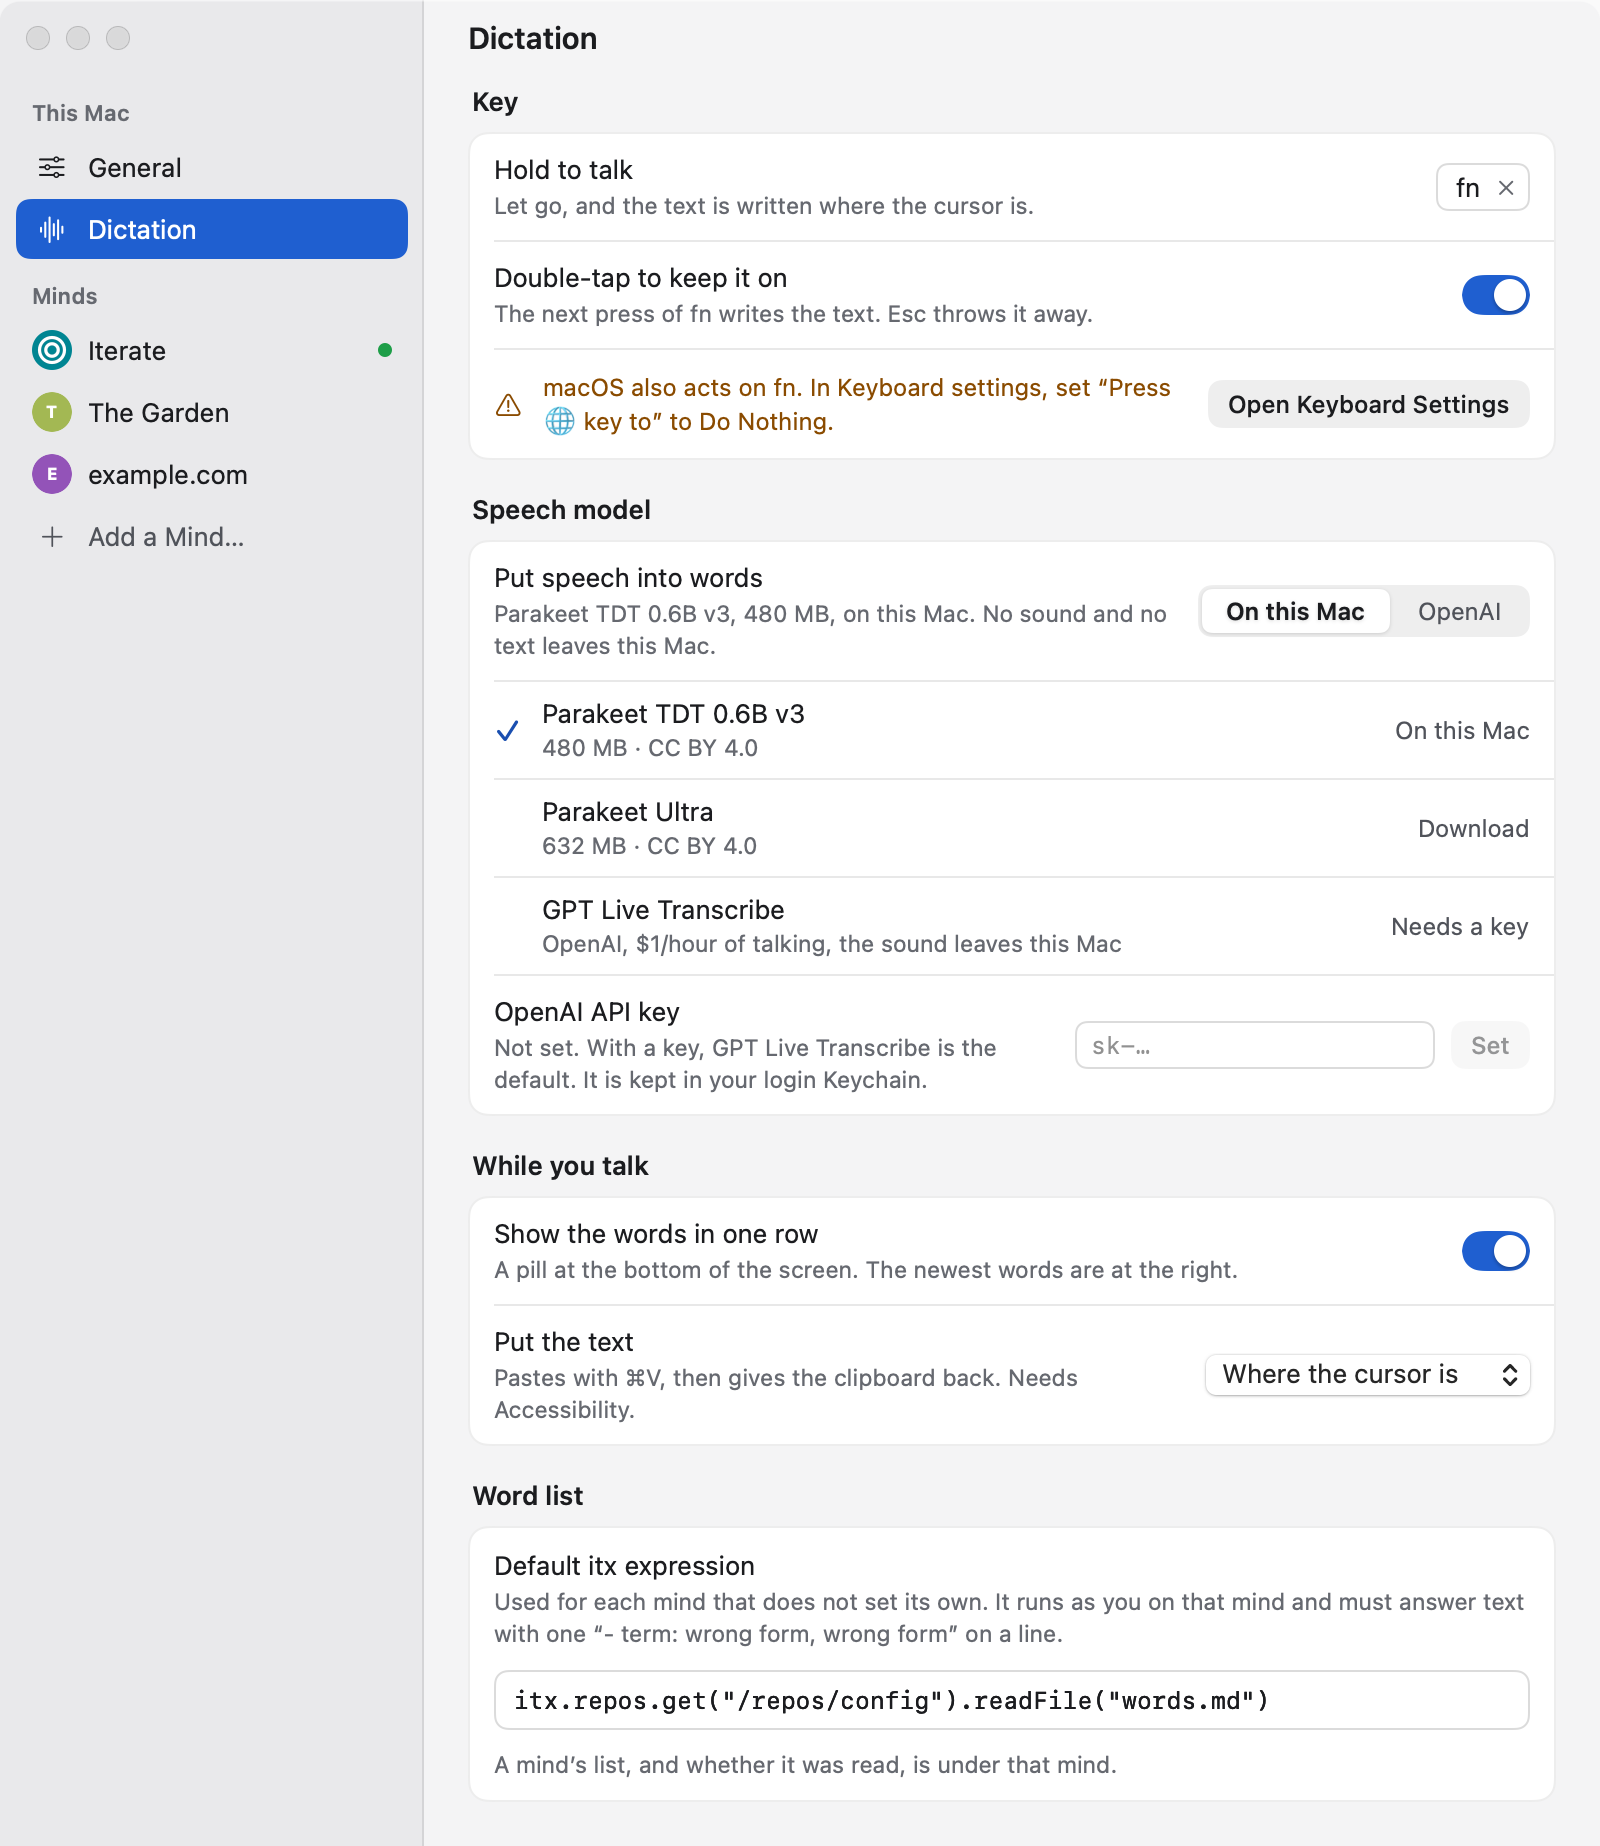 Dictation
This Mac
General
Dictation
Minds
Iterate
T
The Garden
E
example.com
Add a Mind...
Key
Hold to talk
Let go, and the text is written where the cursor is.
fn
Double-tap to keep it on
The next press of fn writes the text. Esc throws it away.
macOS also acts on fn. In Keyboard settings, set “Press
🌐 key to” to Do Nothing.
Open Keyboard Settings
Speech model
Put speech into words
Parakeet TDT 0.6B v3, 480 MB, on this Mac. No sound and no
text leaves this Mac.
On this Mac
OpenAI
Parakeet TDT 0.6B v3
480 MB · CC BY 4.0
On this Mac
Parakeet Ultra
632 MB · CC BY 4.0
Download
GPT Live Transcribe
OpenAI, $1/hour of talking, the sound leaves this Mac
Needs a key
OpenAI API key
Not set. With a key, GPT Live Transcribe is the
default. It is kept in your login Keychain.
sk-…
Set
While you talk
Show the words in one row
A pill at the bottom of the screen. The newest words are at the right.
Put the text
Pastes with ⌘V, then gives the clipboard back. Needs
Accessibility.
Where the cursor is
Word list
Default itx expression
Used for each mind that does not set its own. It runs as you on that mind and must answer text
with one “- term: wrong form, wrong form” on a line.
itx.repos.get("/repos/config").readFile("words.md")
A mind’s list, and whether it was read, is under that mind.